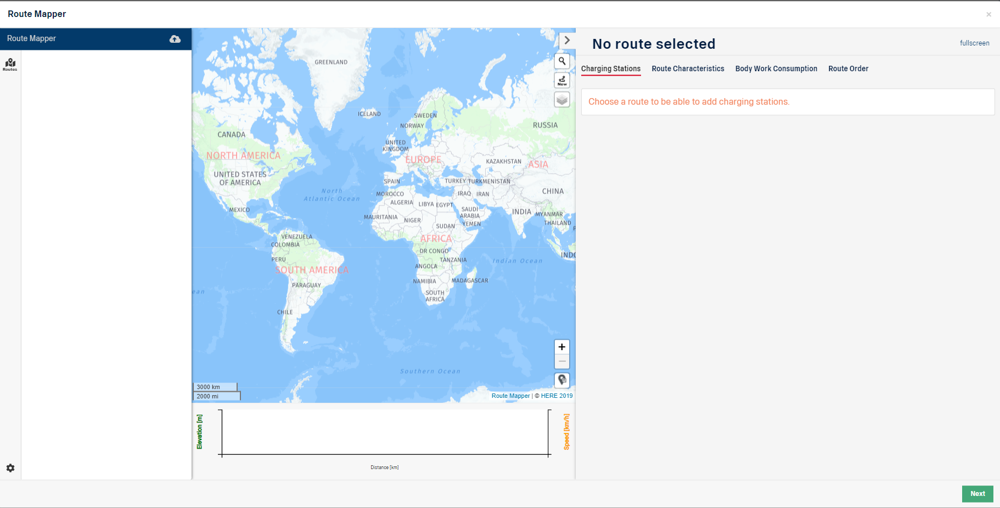 Route Mapper
×
Route Mapper
Routes
GREENLAND
ICELAND
SWEDEN
NORWAY
RUSSIA
CANADA
UNITED
KINGDOM
NORTH AMERICA
EUROPE
KAZAKHSTAN
ASIA
UNITED STATES
OF AMERICA
SPAIN
TURKEY
TURKMENISTAN
North
Atlantic Ocean
MOROCCO
IRAQ
IRAN
CHINA
ALGERIA
LIBYA
EGYPT
MEXICO
SAUDI
ARABIA
INDIA
MYANMAR
MAURITANIA
NIGER
SUDAN
YEMEN
THAILAND
P
VENEZUELA
COLOMBIA
AFRICA
DR CONGO
INDO
PERU
TANZANIA
Indian Ocean
SOUTH AMERICA
ANGOLA
PARAGUAY
NAMIBIA
MADAGASCAR
ean
SOUTH
AFRICA
CHILE
Southern Ocean
New
+
−
3000 km
2000 mi
Route Mapper | © HERE 2019
Elevation [m]
Speed [km/h]
Distance [km]
No route selected
fullscreen
Charging Stations
Route Characteristics
Body Work Consumption
Route Order
Choose a route to be able to add charging stations.
Next